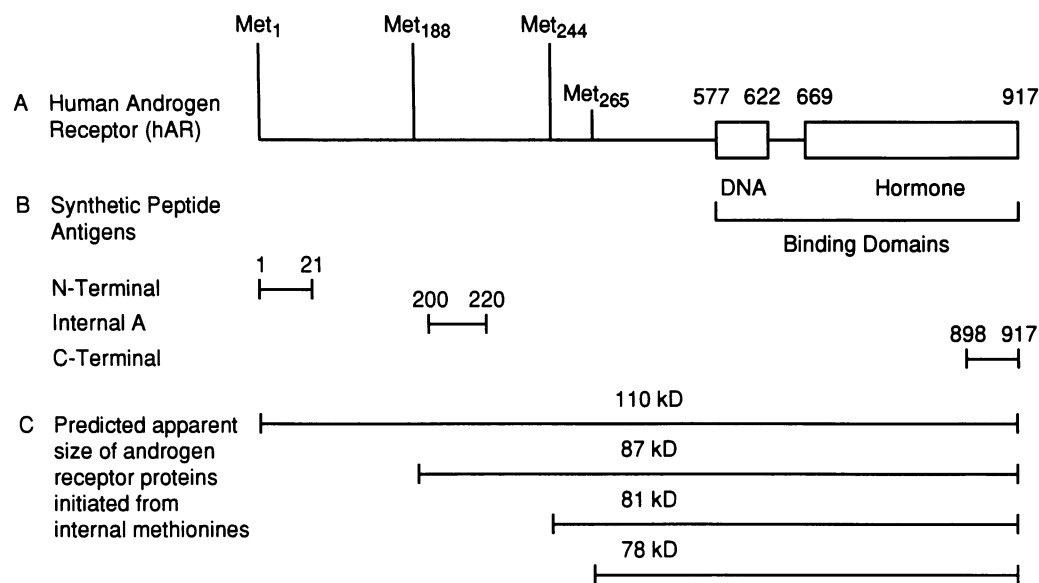 Met1 Met188 Met244
Met265
577 622 669 917
A Human Androgen
Receptor (hAR)
DNA Hormone
B Synthetic Peptide
Antigens
Binding Domains
1 21
N-Terminal
200 220
Internal A
898 917
C-Terminal
110 kD
C Predicted apparent
size of androgen
receptor proteins
initiated from
internal methionines
87 kD
81 kD
78 kD